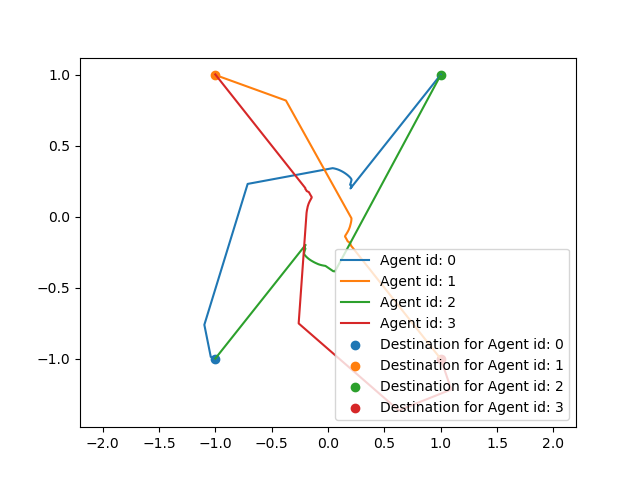 1.0
0.5
0.0
−0.5
−1.0
Agent id: 0
Agent id: 1
Agent id: 2
Agent id: 3
Destination for Agent id: 0
Destination for Agent id: 1
Destination for Agent id: 2
Destination for Agent id: 3
−2.0 −1.5 −1.0 −0.5 0.0 0.5 1.0 1.5 2.0